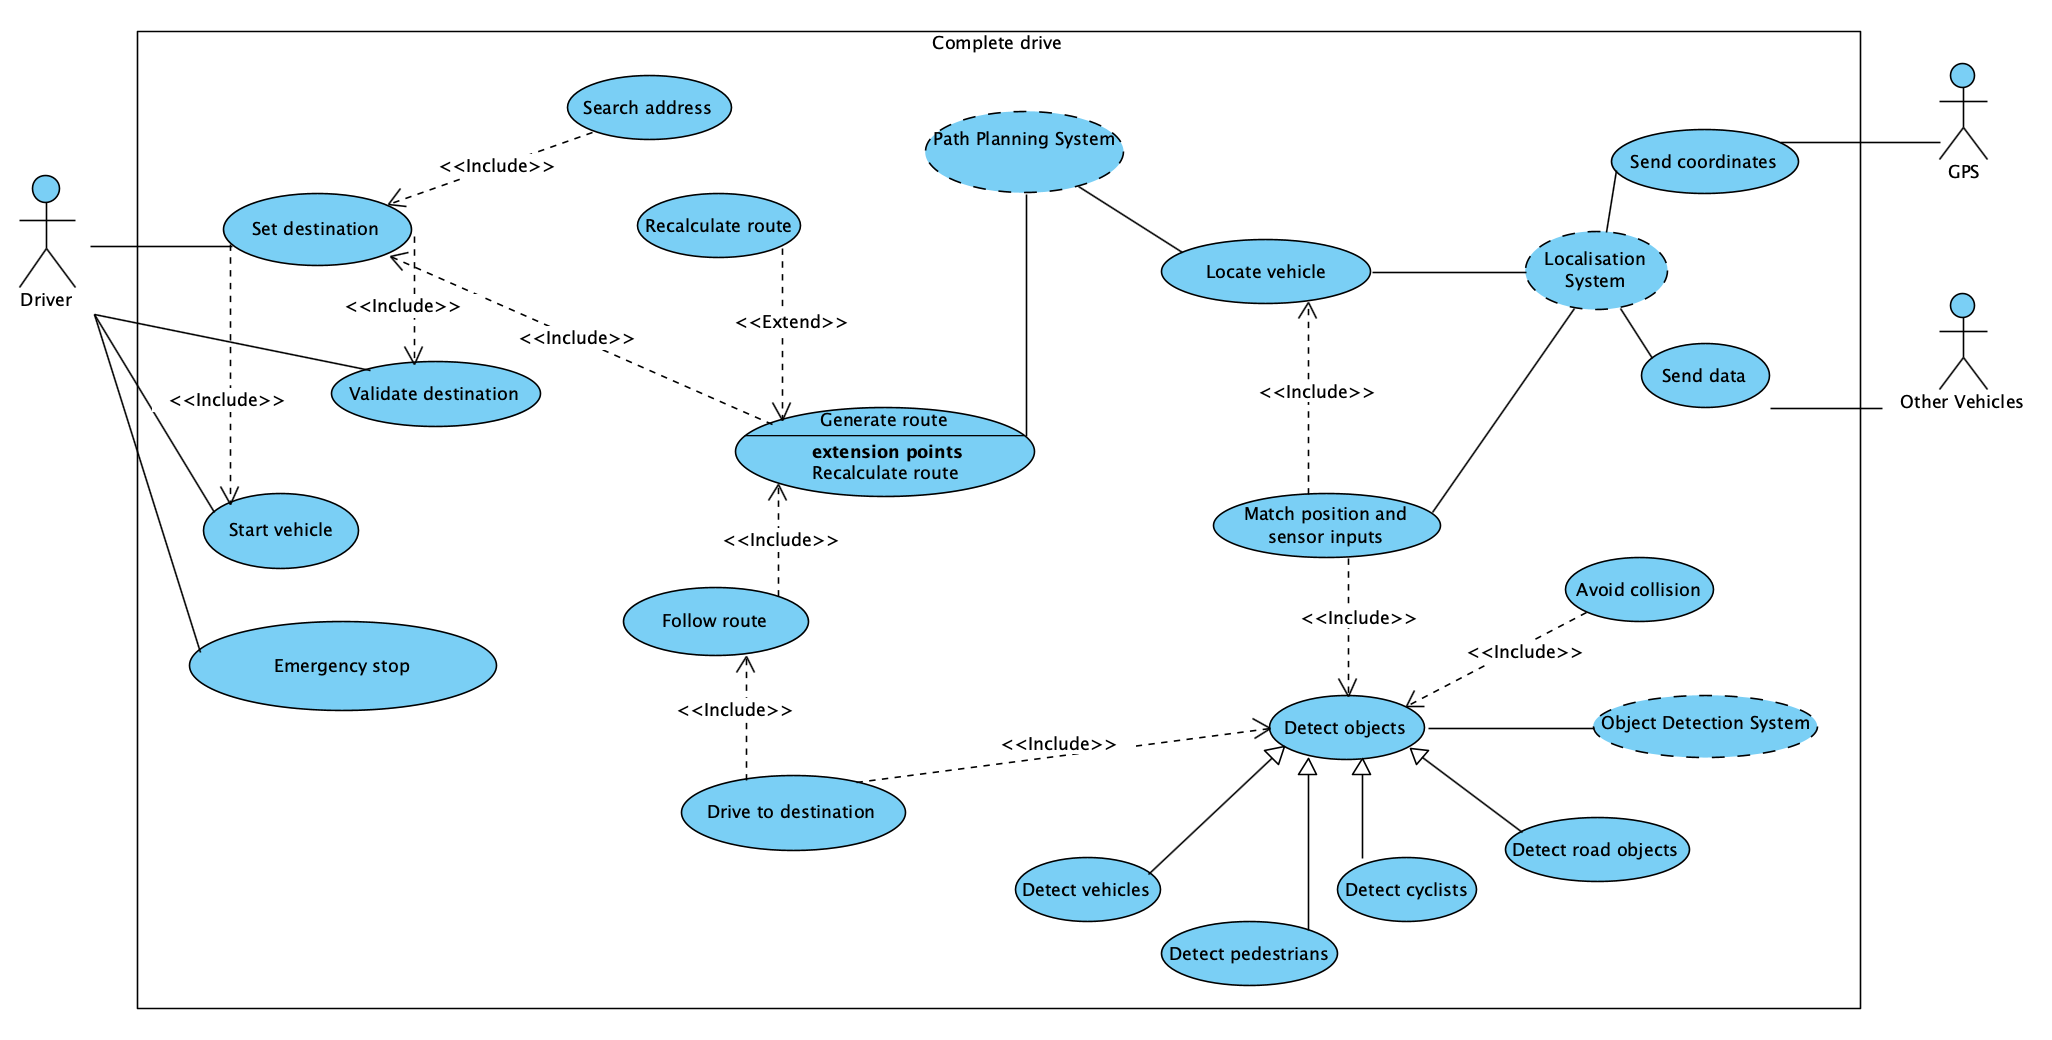 Complete drive
Search address
Path Planning System
Send coordinates
<<Include>>
GPS
Set destination
Recalculate route
Localisation
System
Locate vehicle
Driver
<<Include>>
<<Extend>>
<<Include>>
Send data
<<Include>>
Validate destination
<<Include>>
Other Vehicles
Generate route
extension points
Recalculate route
Start vehicle
Match position and
sensor inputs
<<Include>>
Avoid collision
Follow route
<<Include>>
<<Include>>
Emergency stop
<<Include>>
Object Detection System
Detect objects
<<Include>>
Drive to destination
Detect road objects
Detect vehicles
Detect cyclists
Detect pedestrians